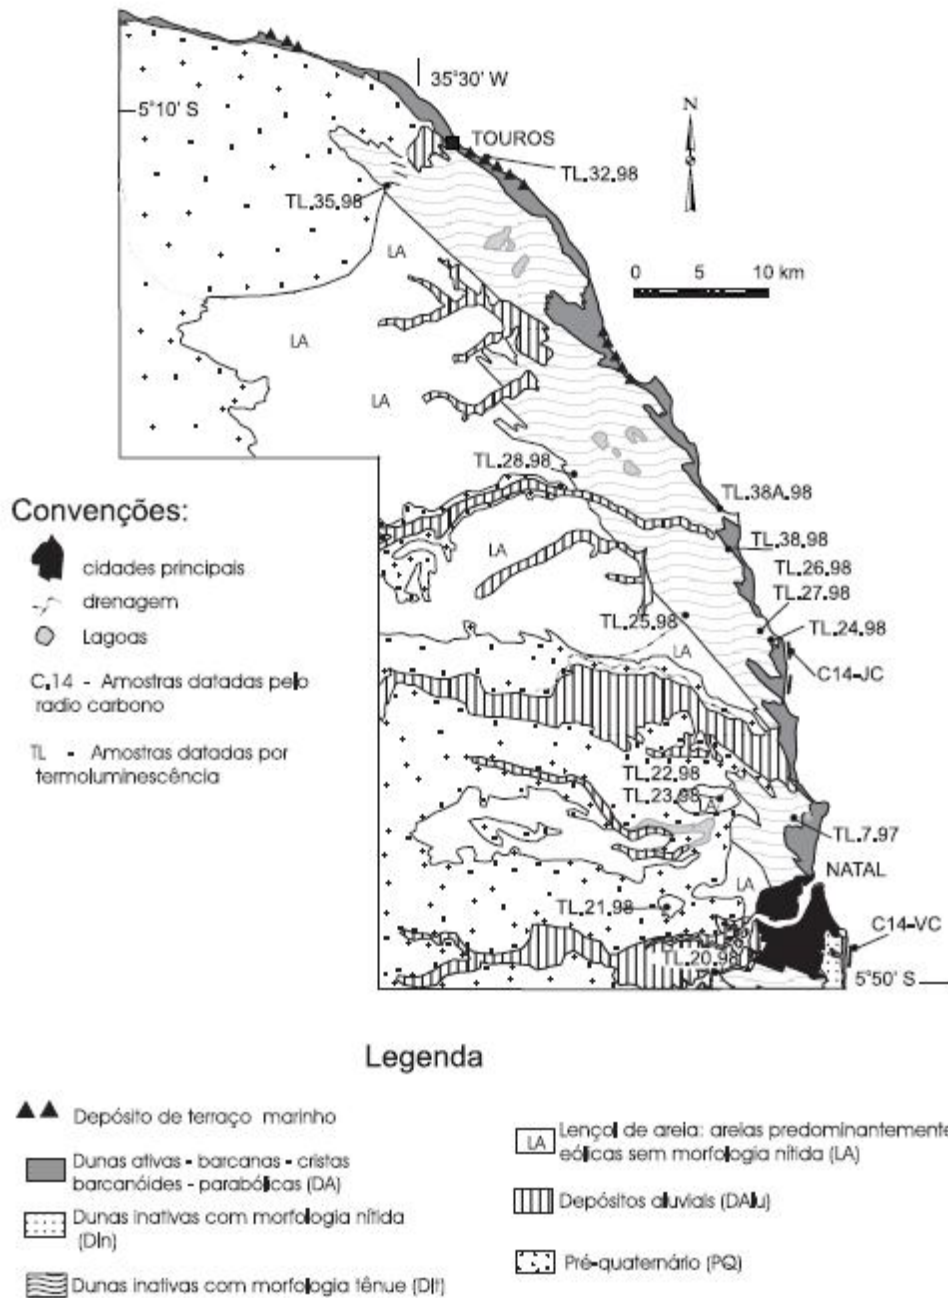 35°30' W
5°10' S
N
TOUROS
TL.32.98
TL.35.98
LA
0 5 10 km
LA
LA
TL.28.98
TL.38A.98
Convenções:
TL.38.98
LA
cidades principais
TL.26.98
drenagem
TL.27.98
TL.25.98
TL.24.98
Lagoas
LA
C14-JC
C.14 - Amostras datadas pelo
radio carbono
TL - Amostras datadas por
termoluminescência
TL.22.98
TL.23.98
LA
TL.7.97
NATAL
LA
TL.21.98
C14-VC
TL.20.98
5°50' S
Legenda
Depósito de terraço marinho
Dunas ativas - barcanas - cristas
barcanóides - parabólicas (DA)
Dunas inativas com morfologia nítida
(DIn)
Dunas inativas com morfologia tênue (DIt)
LA
Lençol de areia: areias predominantemente
eólicas sem morfologia nítida (LA)
Depósitos aluviais (DAlu)
Pré-quaternário (PQ)